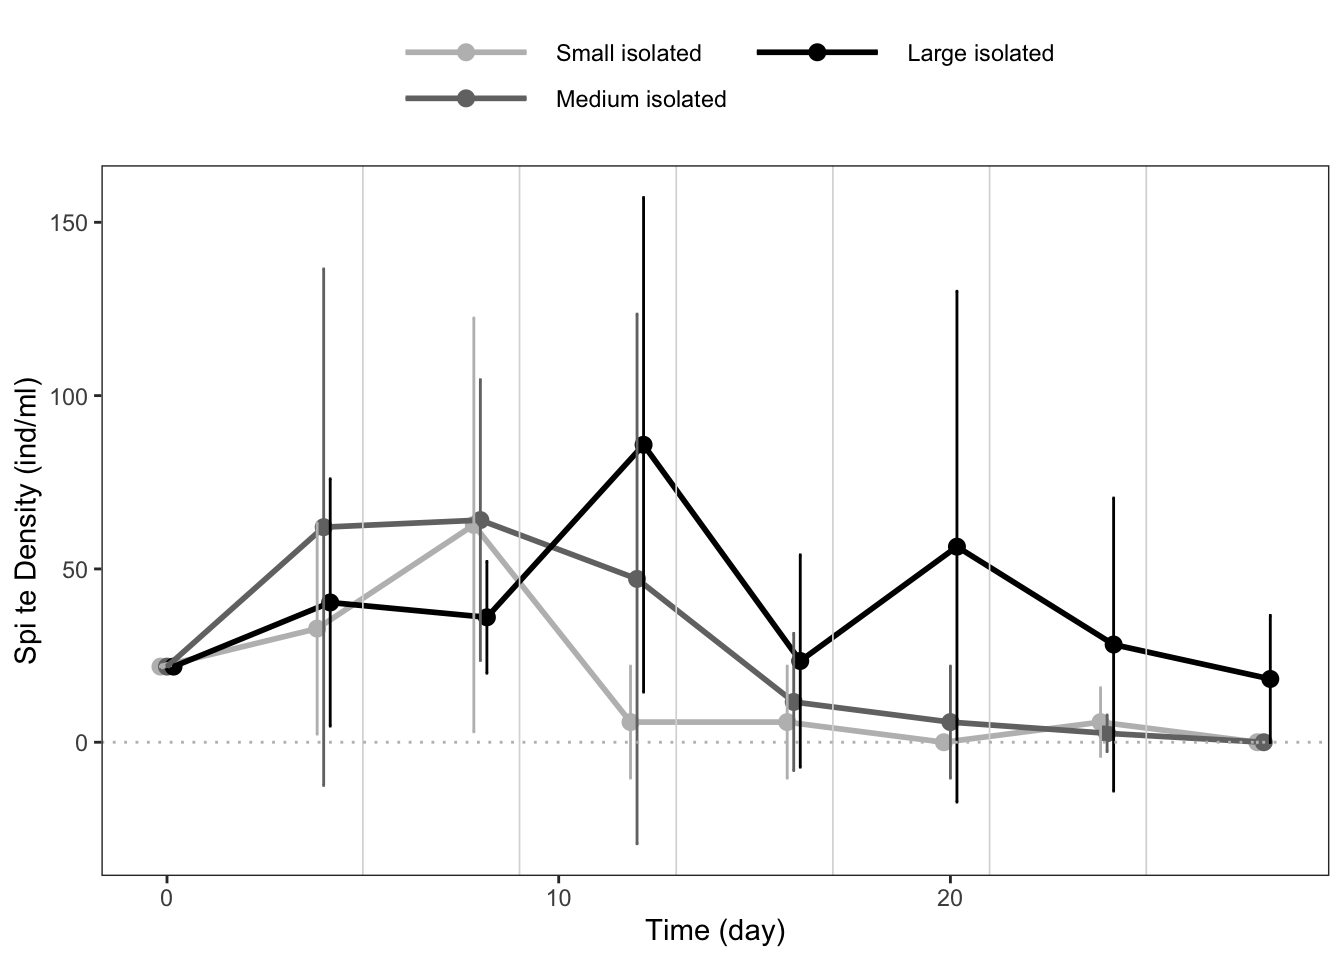 Small isolated
Large isolated
Medium isolated
150
100
50
0
Spi te Density (ind/ml)
0
10
20
Time (day)